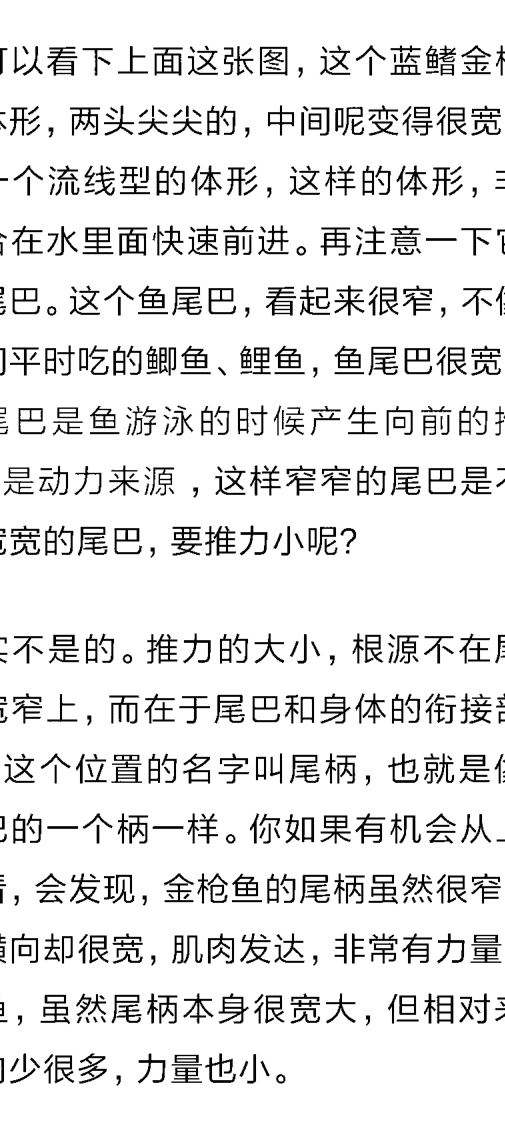 可以看下上面这张图，这个蓝鳍金
体形，两头尖尖的，中间呢变得很宽
一个流线型的体形，这样的体形，
合在水里面快速前进。再注意一下
尾巴。这个鱼尾巴，看起来很窄，不
们平时吃的鲫鱼、鲤鱼，鱼尾巴很宽
尾巴是鱼游泳的时候产生向前的
是动力来源，这样窄窄的尾巴是不
宽宽的尾巴，要推力小呢？
实不是的。推力的大小，根源不在尾
宽窄上，而在于尾巴和身体的衔接部
这个位置的名字叫尾柄，也就是
巴的一个柄一样。你如果有机会从上
看，会发现，金枪鱼的尾柄虽然很窄
横向却很宽，肌肉发达，非常有力量
鱼，虽然尾柄本身很宽大，但相对来
肉少很多，力量也小。